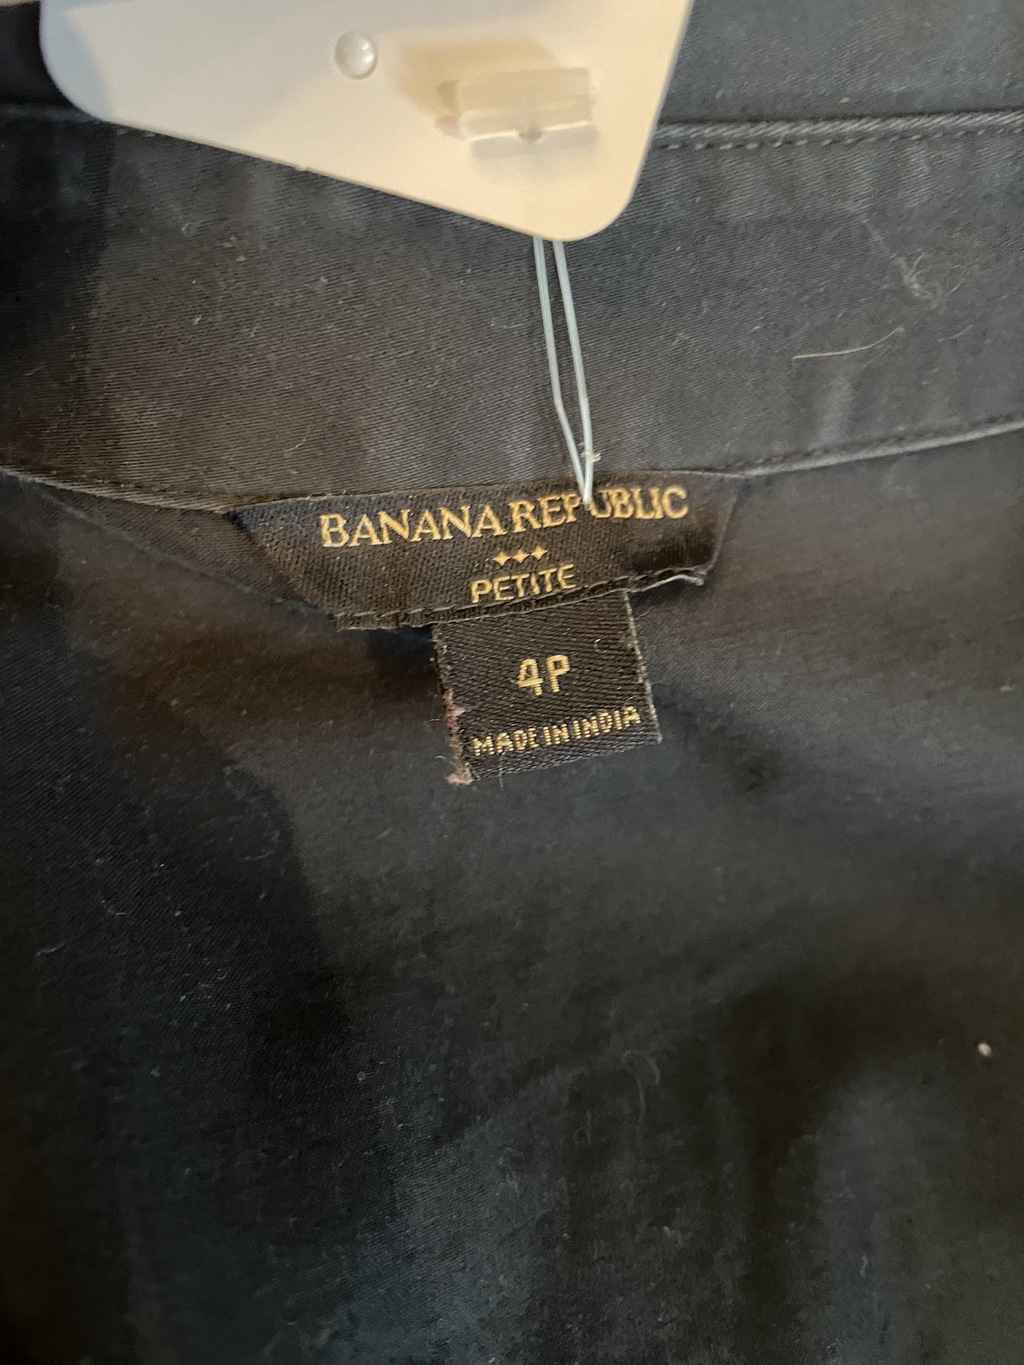 BANANA REPUBLIC
PETITE
4P
MADE IN INDIA